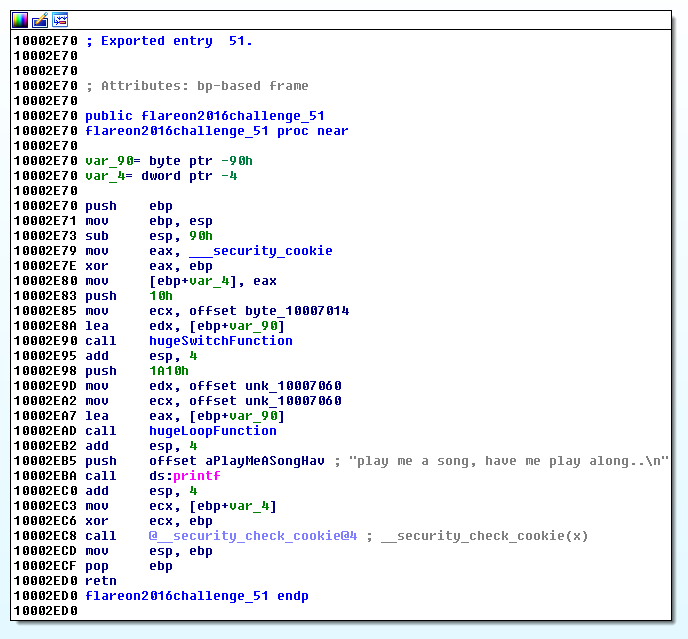 10002E70 ; Exported entry  51.
10002E70
10002E70
10002E70 ; Attributes: bp-based frame
10002E70
10002E70 public flareon2016challenge_51
10002E70 flareon2016challenge_51 proc near
10002E70
10002E70 var_90= byte ptr -90h
10002E70 var_4= dword ptr -4
10002E70
10002E70 push    ebp
10002E71 mov     ebp, esp
10002E73 sub     esp, 90h
10002E79 mov     eax, ___security_cookie
10002E7E xor     eax, ebp
10002E80 mov     [ebp+var_4], eax
10002E83 push    10h
10002E85 mov     ecx, offset byte_10007014
10002E8A lea     edx, [ebp+var_90]
10002E90 call    hugeSwitchFunction
10002E95 add     esp, 4
10002E98 push    1A10h
10002E9D mov     edx, offset unk_10007060
10002EA2 mov     ecx, offset unk_10007060
10002EA7 lea     eax, [ebp+var_90]
10002EAD call    hugeLoopFunction
10002EB2 add     esp, 4
10002EB5 push    offset aPlayMeASongHav ; "play me a song, have me play along..\n"
10002EBA call    ds:printf
10002EC0 add     esp, 4
10002EC3 mov     ecx, [ebp+var_4]
10002EC6 xor     ecx, ebp
10002EC8 call    @__security_check_cookie@4 ; __security_check_cookie(x)
10002ECD mov     esp, ebp
10002ECF pop     ebp
10002ED0 retn
10002ED0 flareon2016challenge_51 endp
10002ED0